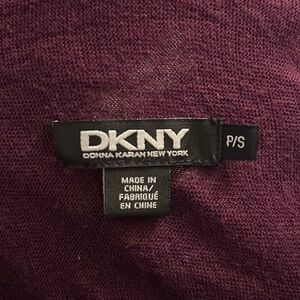 DKNY
DONNA KARAN NEW YORK
P/S
MADE IN
CHINA/
FABRIQUÉ
EN CHINE